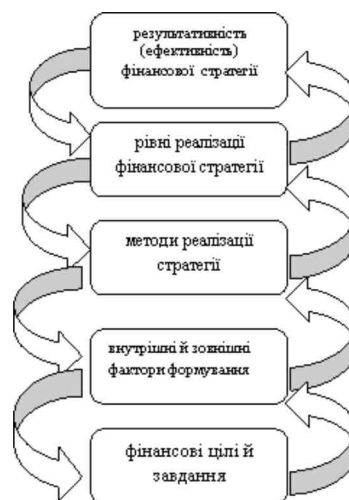 результативність
(ефективність)
фінансової стратегії
рівні реалізації
фінансової стратегії
методи реалізації
стратегії
внутрішні й зовнішні
фактори формування
фінансові цілі й
завдання